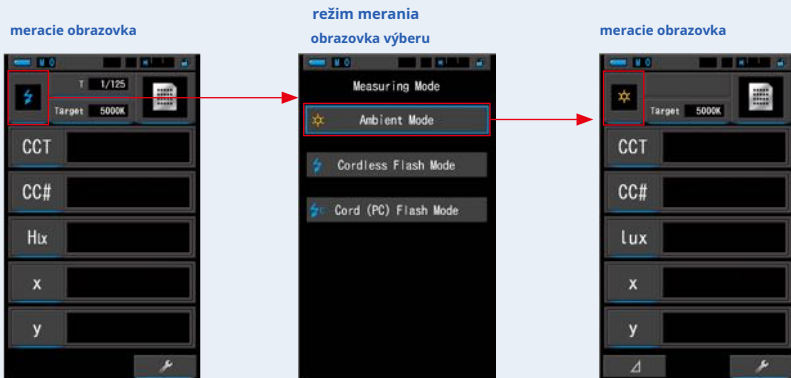 meracie obrazovka
T 1/125
Target 5000K
CCT
CC#
Hlx
x
y
režim merania
obrazovka výberu
Measuring Mode
Ambient Mode
Cordless Flash Mode
C Cord (PC) Flash Mode
meracie obrazovka
Target 5000K
CCT
CC#
lux
x
y